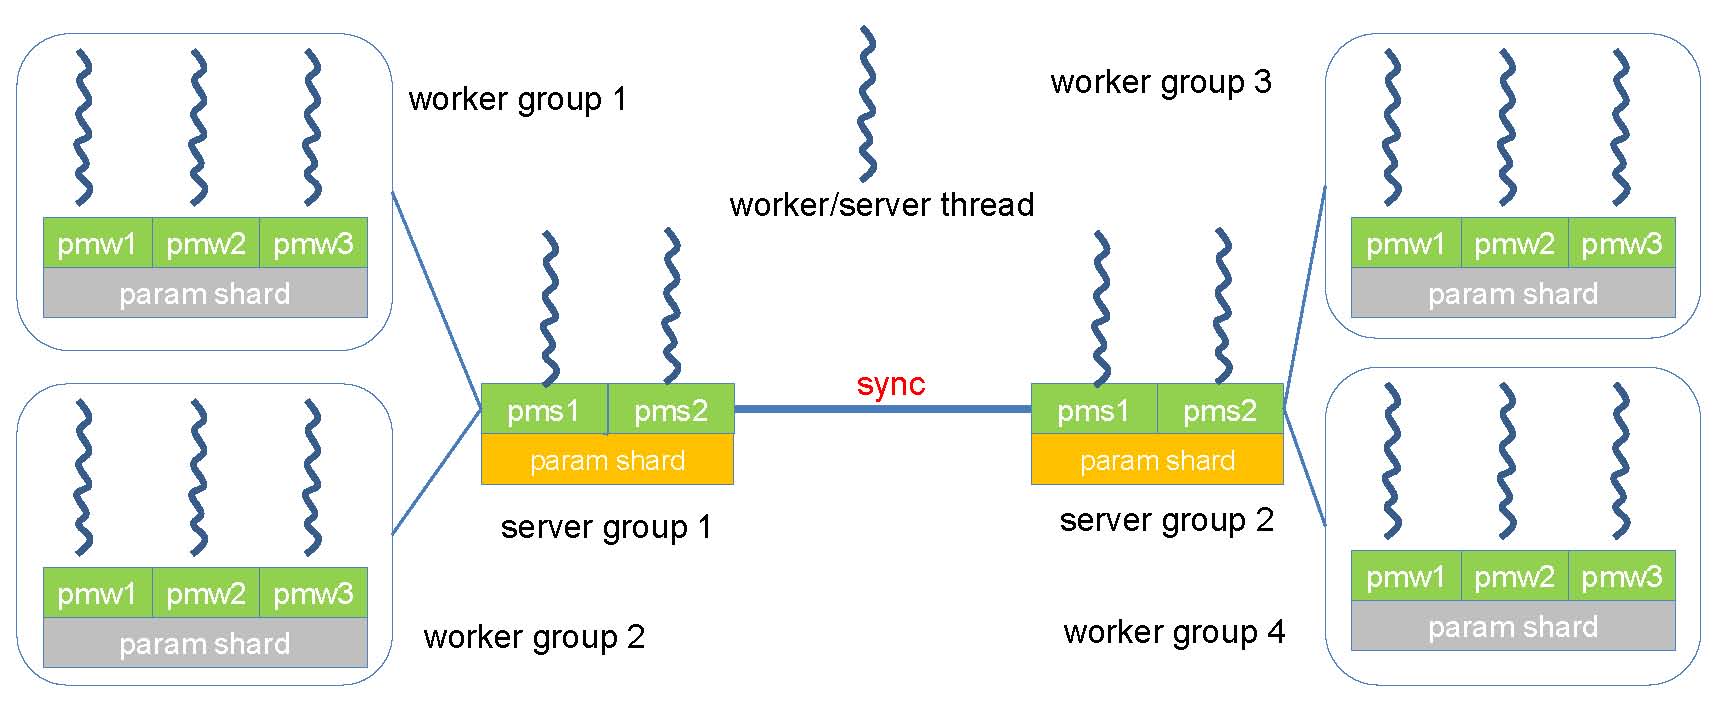 worker group 1
worker group 3
worker/server thread
pmw1 pmw2 pmw3
param shard
pmw1 pmw2 pmw3
param shard
sync
pms1 pms2
param shard
pms1 pms2
param shard
server group 1
server group 2
pmw1 pmw2 pmw3
param shard
worker group 2
pmw1 pmw2 pmw3
param shard
worker group 4